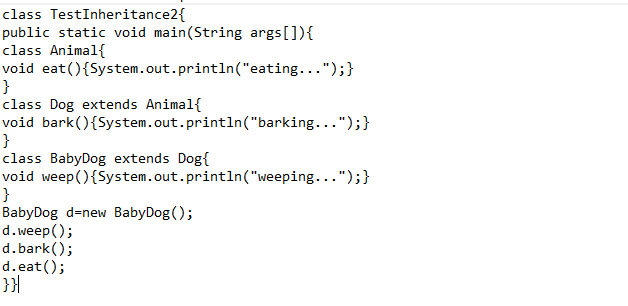 class TestInheritance2{
public static void main(String args[]){
class Animal{
void eat(){System.out.println("eating...");}
}
class Dog extends Animal{
void bark(){System.out.println("barking...");}
}
class BabyDog extends Dog{
void weep(){System.out.println("weeping...");}
}
BabyDog d=new BabyDog();
d.weep();
d.bark();
d.eat();
}}